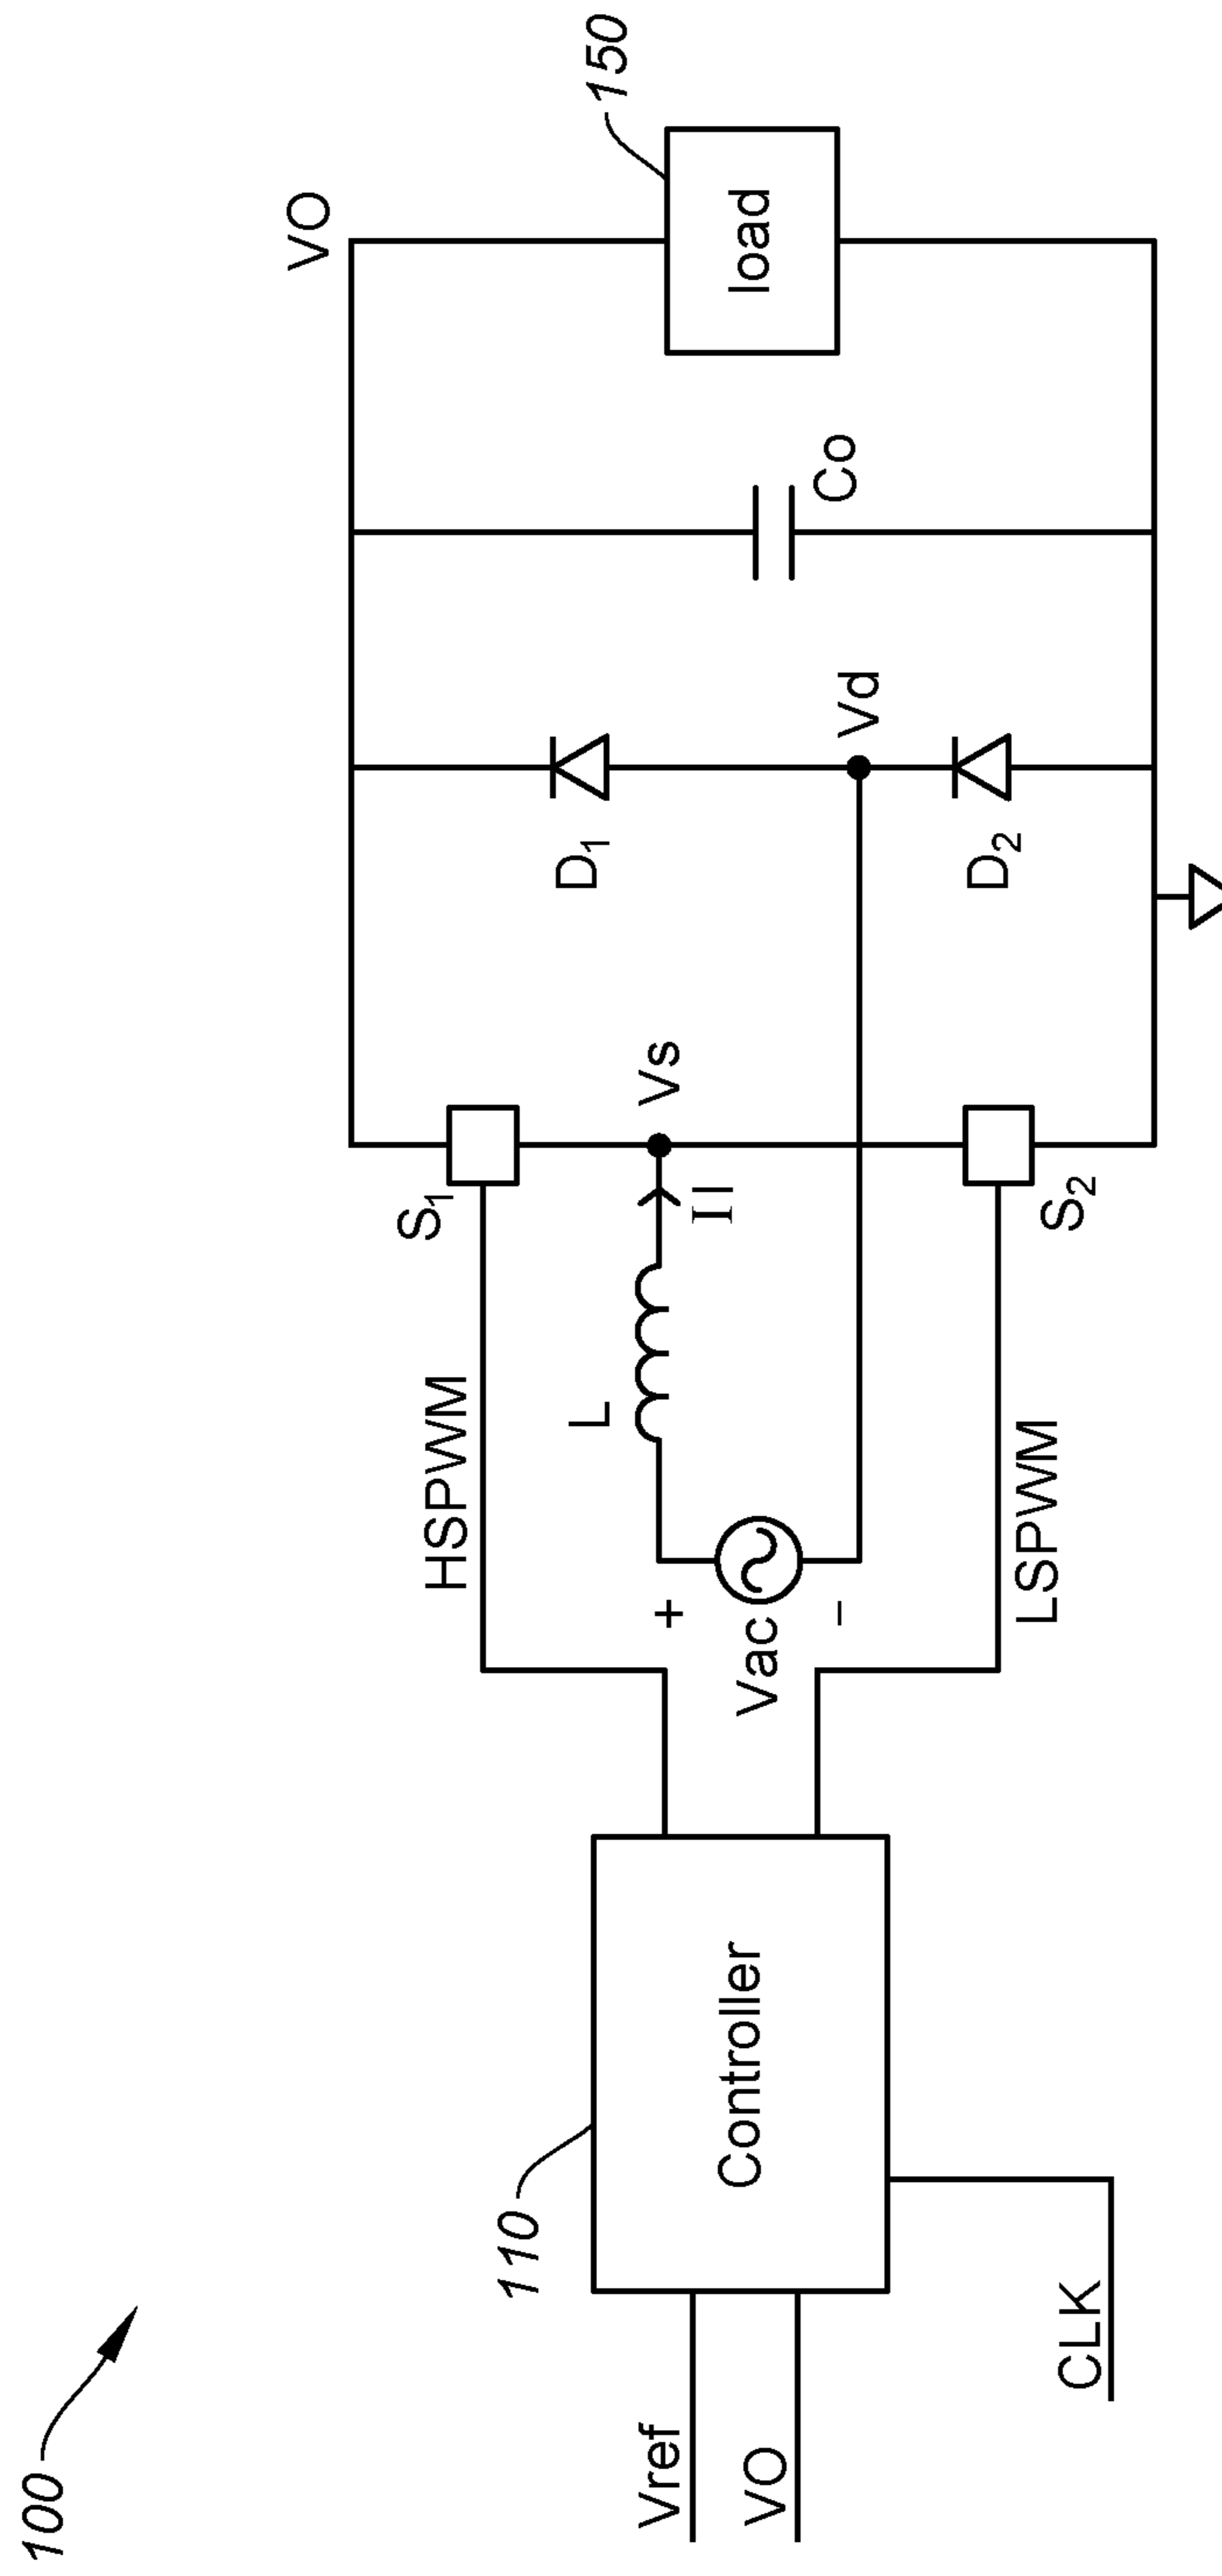 100
VO
150
S₁
HSPWM
D₁
110
L
Vs
load
Vref
VO
Controller
+
Vac
−
Il
Vd
Co
LSPWM
S₂
D₂
CLK